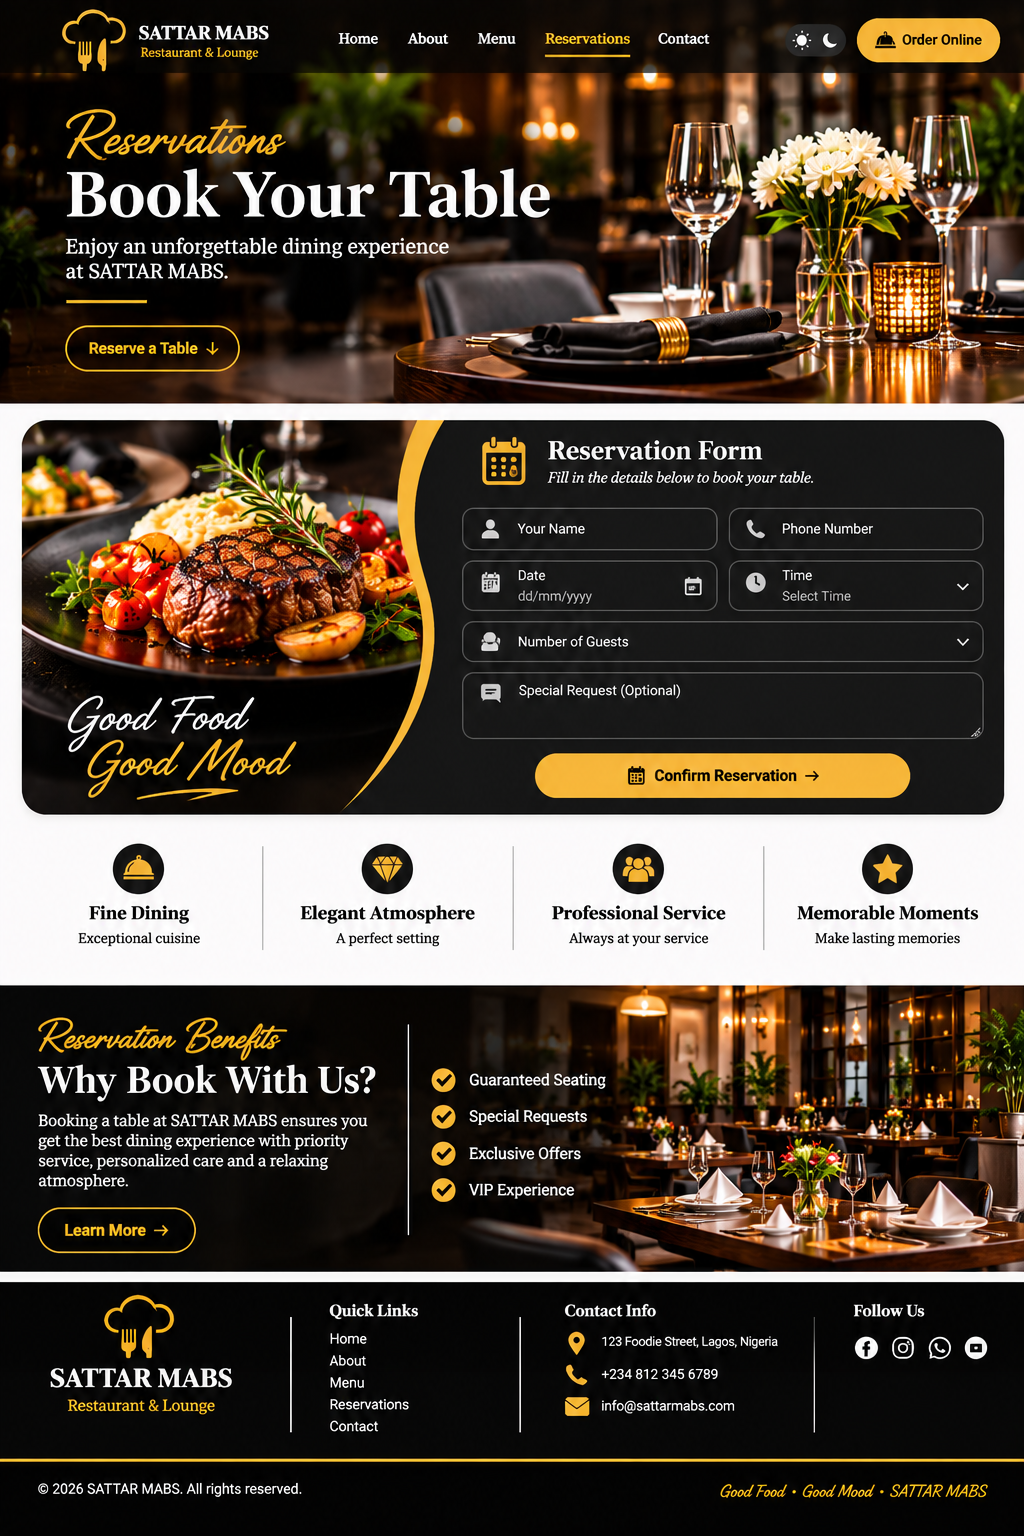 SATTAR MABS
Restaurant & Lounge
Home
About
Menu
Reservations
Contact
Order Online
Reservations
Book Your Table
Enjoy an unforgettable dining experience
at SATTAR MABS.
Reserve a Table ↓
Good Food
Good Mood
Reservation Form
Fill in the details below to book your table.
Your Name
Phone Number
Date
dd/mm/yyyy
Time
Select Time
Number of Guests
Special Request (Optional)
Confirm Reservation →
Fine Dining
Exceptional cuisine
Elegant Atmosphere
A perfect setting
Professional Service
Always at your service
Memorable Moments
Make lasting memories
Reservation Benefits
Why Book With Us?
Booking a table at SATTAR MABS ensures you
get the best dining experience with priority
service, personalized care and a relaxing
atmosphere.
Learn More →
Guaranteed Seating
Special Requests
Exclusive Offers
VIP Experience
SATTAR MABS
Restaurant & Lounge
Quick Links
Home
About
Menu
Reservations
Contact
Contact Info
123 Foodie Street, Lagos, Nigeria
+234 812 345 6789
info@sattarmabs.com
Follow Us
© 2026 SATTAR MABS. All rights reserved.
Good Food • Good Mood • SATTAR MABS